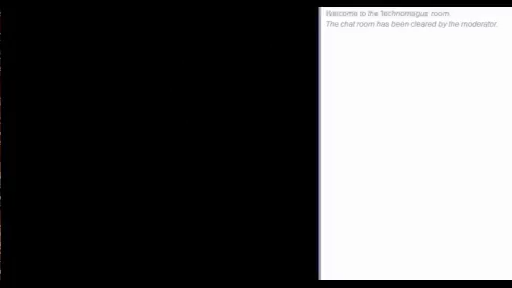 Welcome to the Technomagus room.
The chat room has been cleared by the moderator.